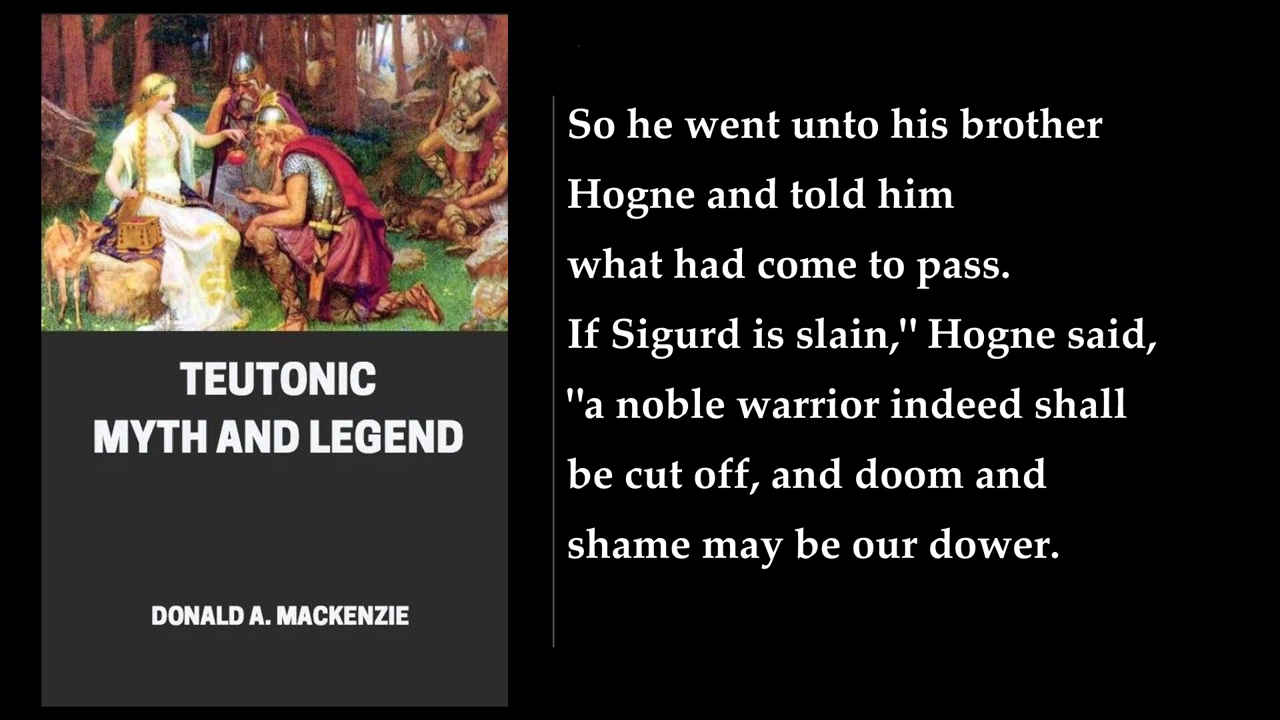 TEUTONIC
MYTH AND LEGEND
DONALD A. MACKENZIE
So he went unto his brother
Hogne and told him
what had come to pass.
If Sigurd is slain," Hogne said,
"a noble warrior indeed shall
be cut off, and doom and
shame may be our dower.